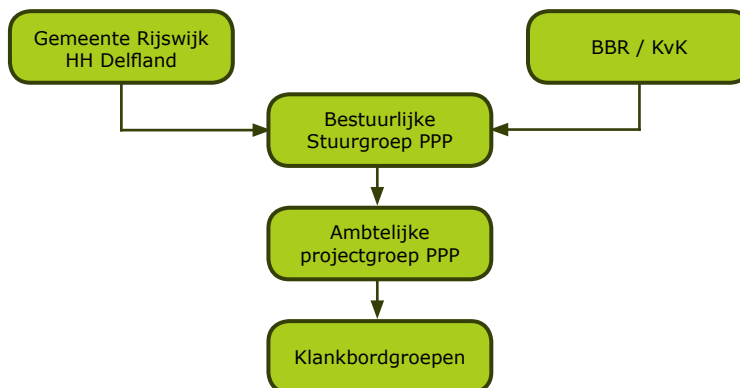 Gemeente Rijswijk
HH Delfland
BBR / KvK
Bestuurlijke
Stuurgroep PPP
Ambtelijke
projectgroep PPP
Klankbordgroepen